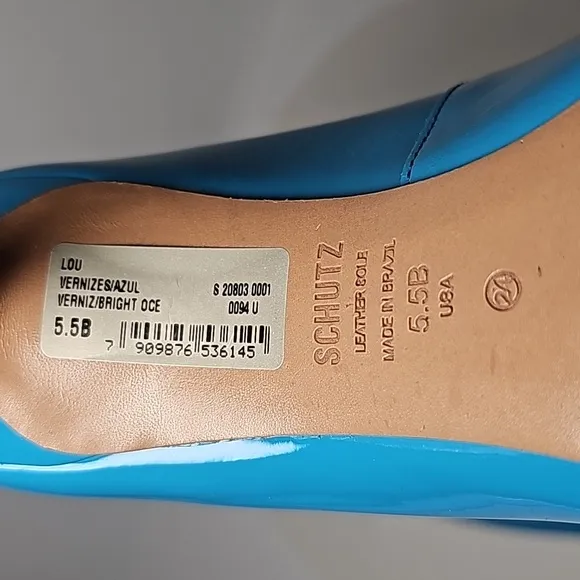 LOU
VERNIZES/AZUL S 20803 0001
VERNIZ/BRIGHT OCE 0094 U
5.5B
7 909876 536145
SCHUTZ
LEATHER SOLE
MADE IN BRAZIL
5.5B
USA
24